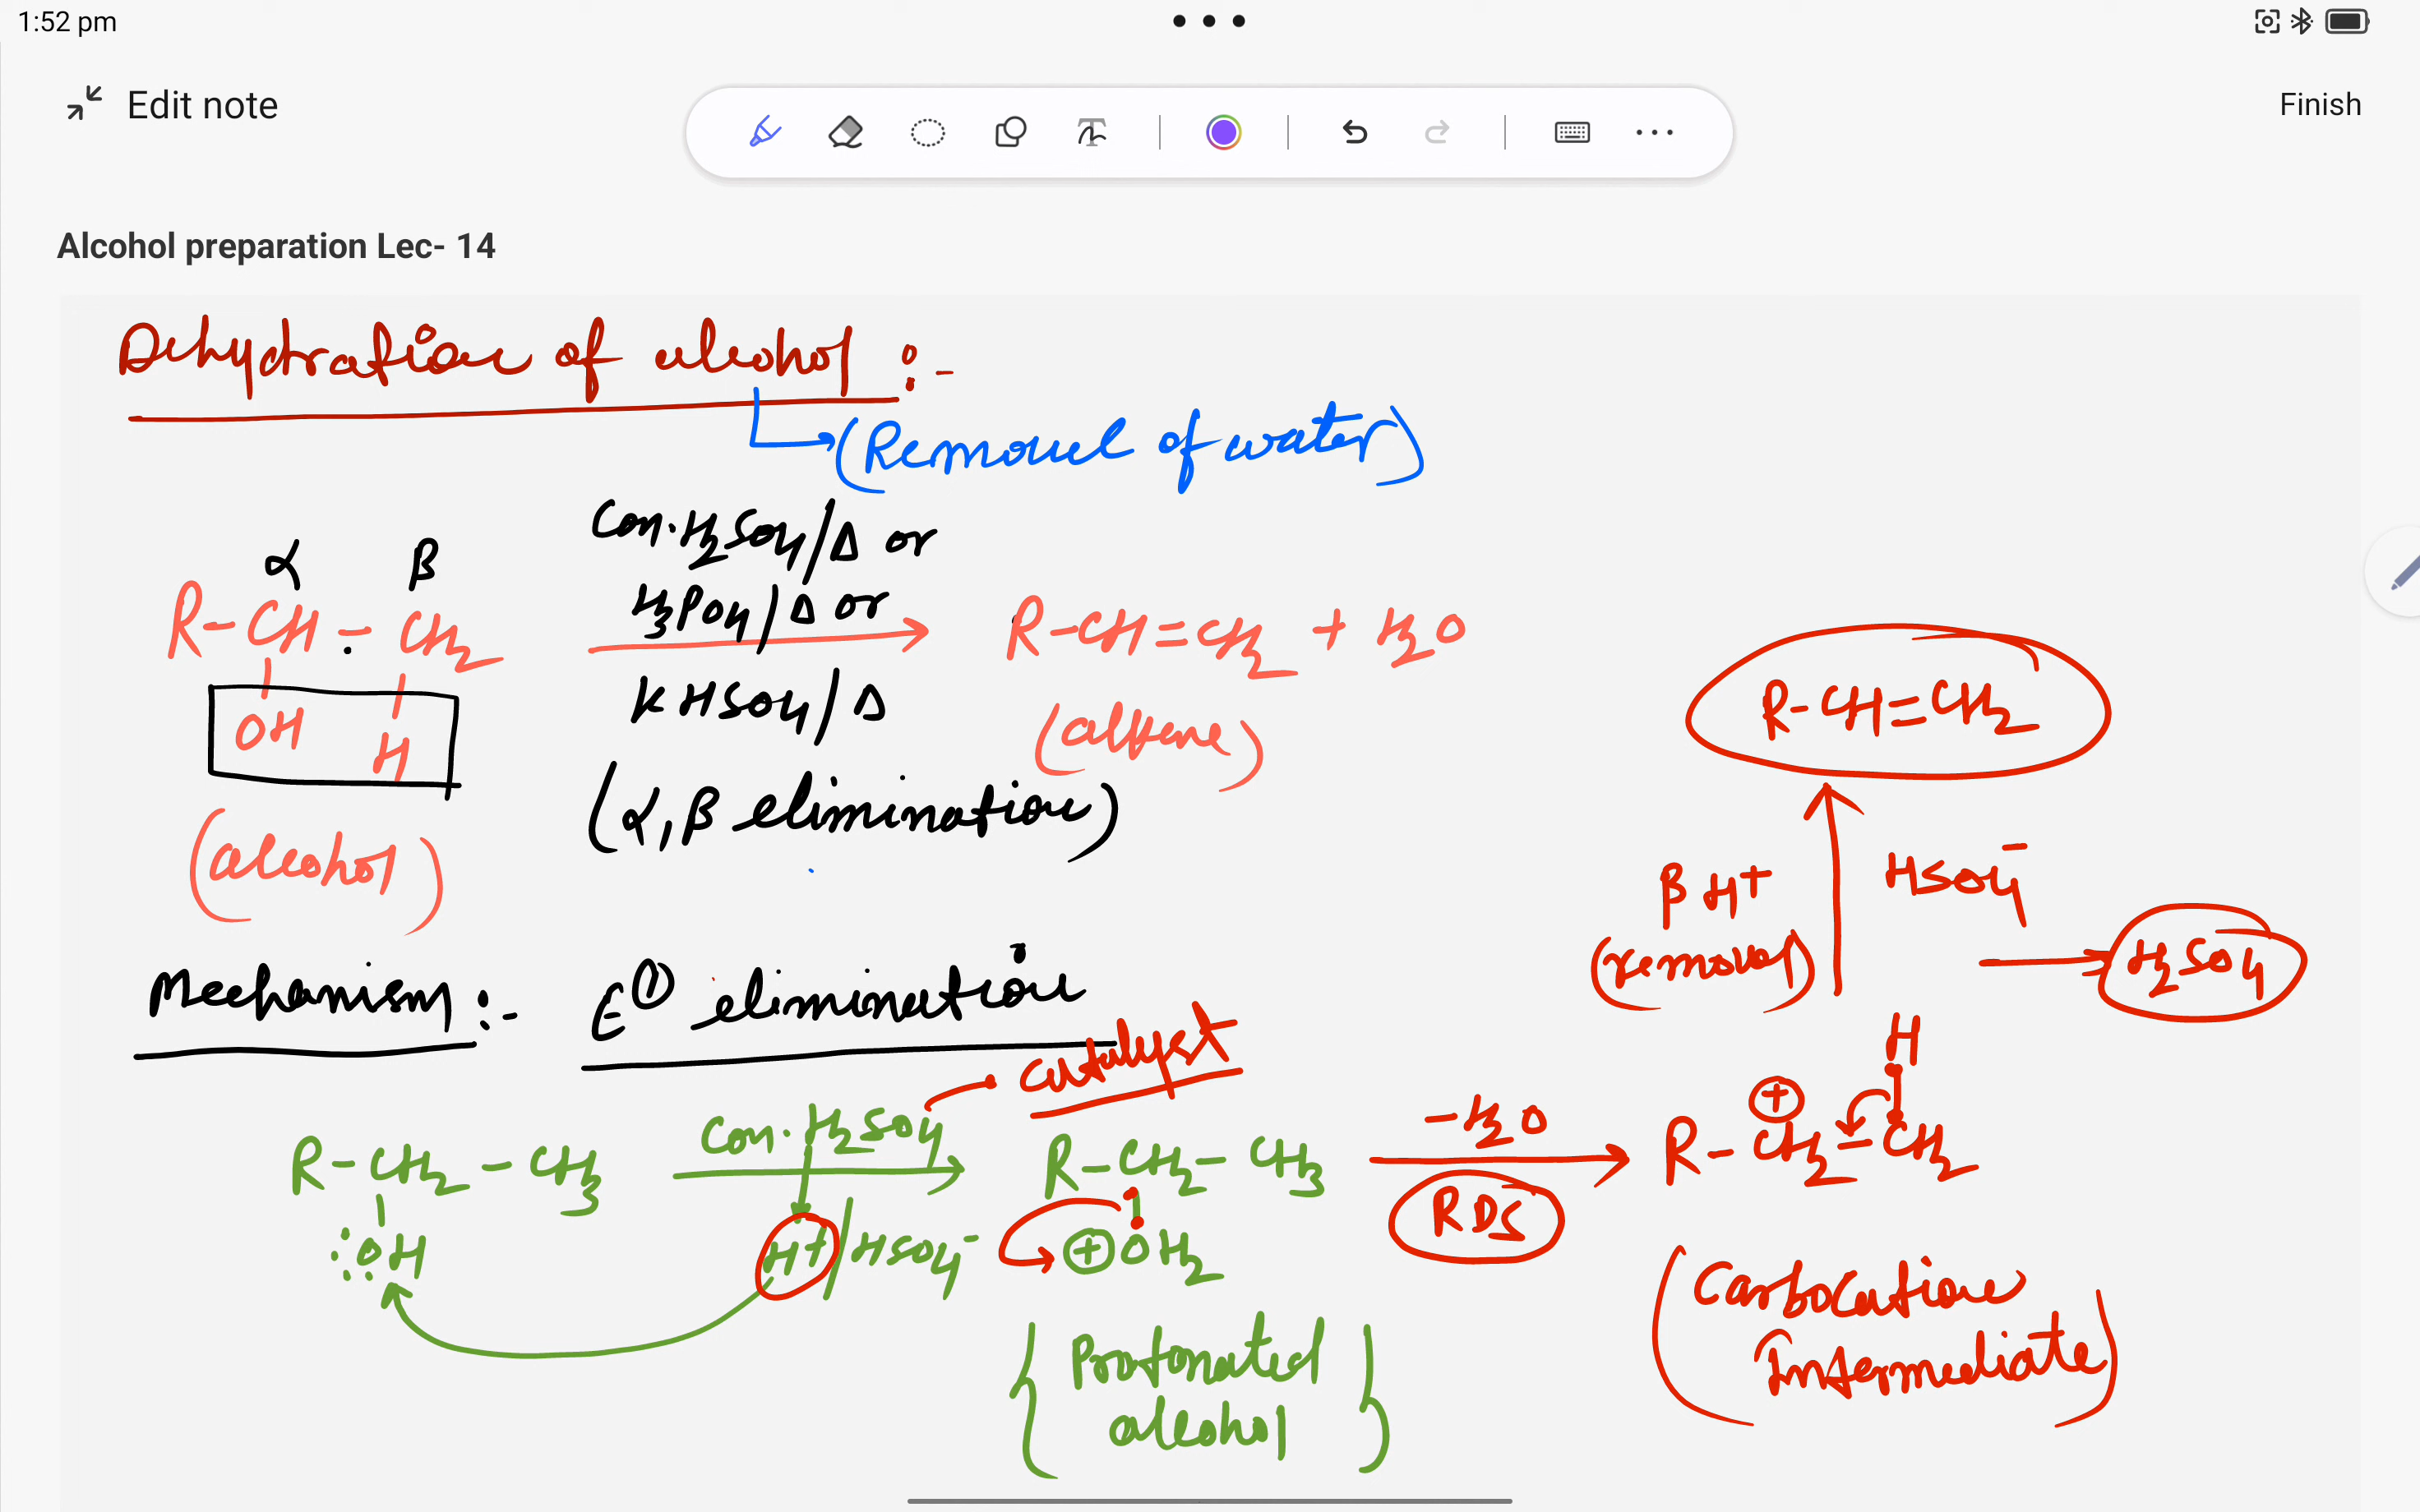 1:52 pm
Edit note
Finish
Alcohol preparation Lec- 14
Dehydration of alcohol :-
(Removel of water)
α β
Con. H2SO4/Δ or
H3PO4/Δ or
R-CH-CH2
R-CH=CH2 + H2O
OH H
KHSO4/Δ
(alkene)
(α,β elimination)
(alcohol)
R-CH=CH2
β H+
(removal)
HSO4-
H2SO4
Mechanism:- E① elimination
catalyst
R-CH2-CH3
Con. H2SO4
R-CH2-CH3
-H2O
H
R-CH2-CH2
+
:OH
H+/HSO4-
+OH2
RDS
{Protonated
alcohol}
(Carbocation
Intermediate)